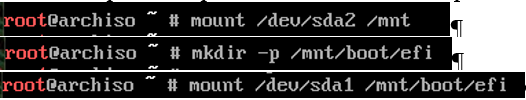 root@archiso ~ # mount /dev/sda2 /mnt ¶
root@archiso ~ # mkdir -p /mnt/boot/efi ¶
root@archiso ~ # mount /dev/sda1 /mnt/boot/efi